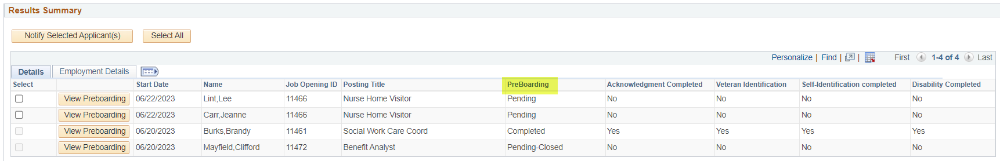 Results Summary
Notify Selected Applicant(s) Select All
Personalize | Find | | First 1-4 of 4 Last
Details Employment Details
Select Start Date Name Job Opening ID Posting Title PreBoarding Acknowledgment Completed Veteran Identification Self-Identification completed Disability Completed
View Preboarding 06/22/2023 Lint,Lee 11466 Nurse Home Visitor Pending No No No No
View Preboarding 06/22/2023 Carr,Jeanne 11466 Nurse Home Visitor Pending No No No No
View Preboarding 06/20/2023 Burks,Brandy 11461 Social Work Care Coord Completed Yes Yes Yes Yes
View Preboarding 06/20/2023 Mayfield,Clifford 11472 Benefit Analyst Pending-Closed No No No No